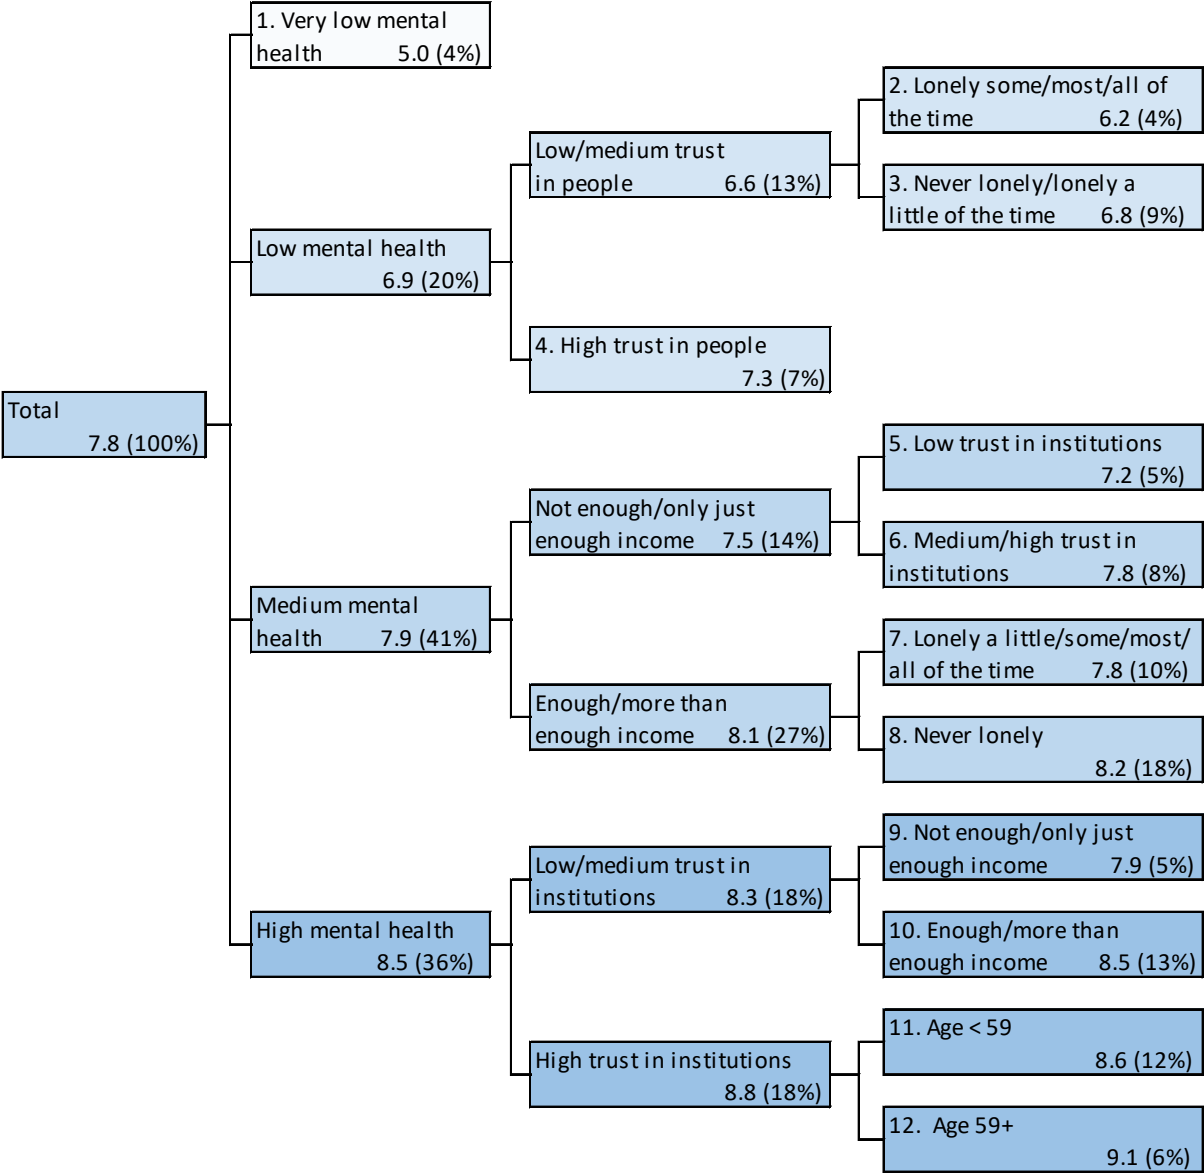 Total
7.8 (100%)
1. Very low mental
health 5.0 (4%)
Low mental health
6.9 (20%)
Low/medium trust
in people 6.6 (13%)
2. Lonely some/most/all of
the time 6.2 (4%)
3. Never lonely/lonely a
little of the time 6.8 (9%)
4. High trust in people
7.3 (7%)
Medium mental
health 7.9 (41%)
Not enough/only just
enough income 7.5 (14%)
5. Low trust in institutions
7.2 (5%)
6. Medium/high trust in
institutions 7.8 (8%)
Enough/more than
enough income 8.1 (27%)
7. Lonely a little/some/most/
all of the time 7.8 (10%)
8. Never lonely
8.2 (18%)
High mental health
8.5 (36%)
Low/medium trust in
institutions 8.3 (18%)
9. Not enough/only just
enough income 7.9 (5%)
10. Enough/more than
enough income 8.5 (13%)
High trust in institutions
8.8 (18%)
11. Age < 59
8.6 (12%)
12. Age 59+
9.1 (6%)